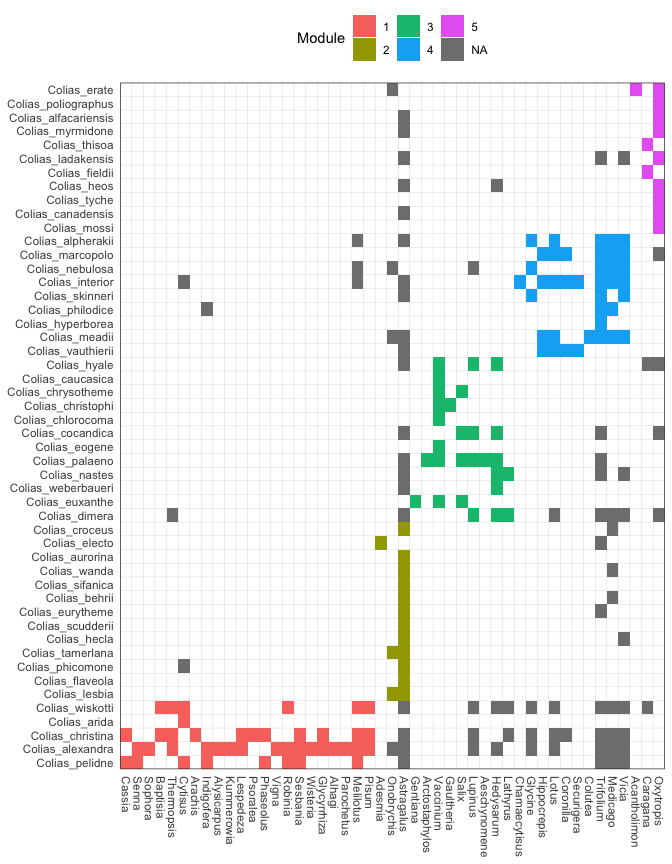 Module
1
3
5
2
4
NA
Colias_erate
Colias_poliographus
Colias_alfacariensis
Colias_myrmidone
Colias_thisoa
Colias_ladakensis
Colias_fieldii
Colias_heos
Colias_tyche
Colias_canadensis
Colias_mossi
Colias_alpherakii
Colias_marcopolo
Colias_nebulosa
Colias_interior
Colias_skinneri
Colias_philodice
Colias_hyperborea
Colias_meadii
Colias_vauthierii
Colias_hyale
Colias_caucasica
Colias_chrysotheme
Colias_christophi
Colias_chlorocoma
Colias_cocandica
Colias_eogene
Colias_palaeno
Colias_nastes
Colias_weberbaueri
Colias_euxanthe
Colias_dimera
Colias_croceus
Colias_electo
Colias_aurorina
Colias_wanda
Colias_sifanica
Colias_behrii
Colias_eurytheme
Colias_scudderii
Colias_hecla
Colias_tamerlana
Colias_phicomone
Colias_flaveola
Colias_lesbia
Colias_wiskotti
Colias_arida
Colias_christina
Colias_alexandra
Colias_pelidne
Cassia
Senna
Sophora
Baptisia
Thermopsis
Cytisus
Arachis
Indigofera
Alysicarpus
Kummerowia
Lespedeza
Psoralea
Phaseolus
Vigna
Robinia
Sesbania
Wisteria
Glycyrrhiza
Alhagi
Parochetus
Melilotus
Pisum
Adesmia
Onobrychis
Astragalus
Gentiana
Arctostaphylos
Vaccinium
Gaultheria
Salix
Lupinus
Aeschynomene
Hedysarum
Lathyrus
Chamaecytisus
Glycine
Hippocrepis
Lotus
Coronilla
Securigera
Colutea
Trifolium
Medicago
Vicia
Acantholimon
Caragana
Oxytropis